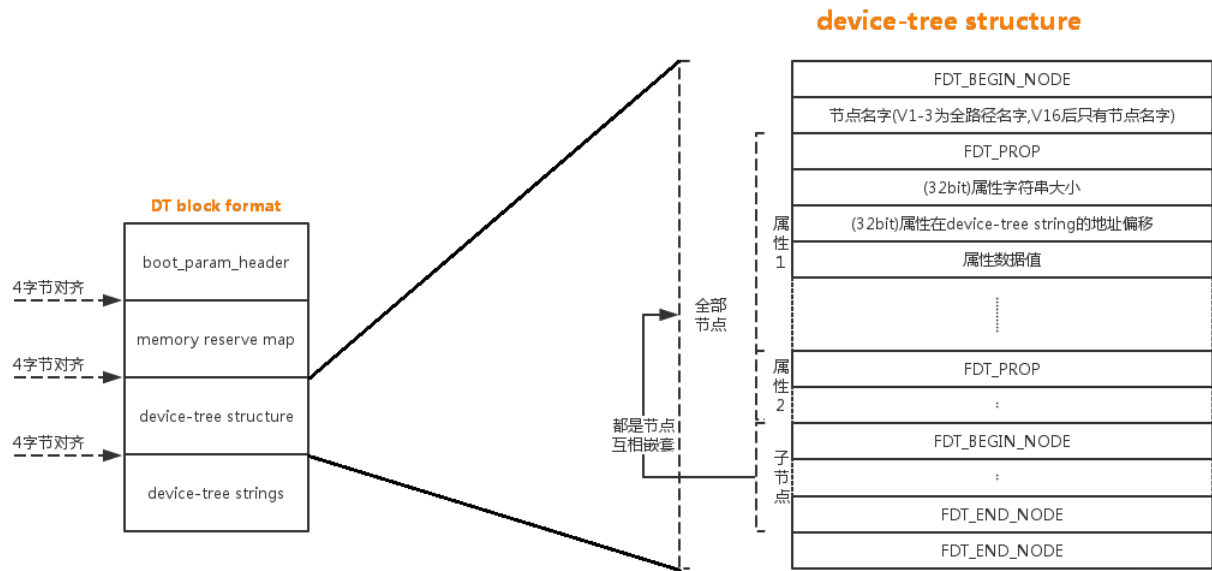 device-tree structure
DT block format
boot_param_header
memory reserve map
device-tree structure
device-tree strings
4字节对齐
4字节对齐
4字节对齐
全部
节点
都是节点
互相嵌套
属性1
属性2
子节点
FDT_BEGIN_NODE
节点名字(V1-3为全路径名字,V16后只有节点名字)
FDT_PROP
(32bit)属性字符串大小
(32bit)属性在device-tree string的地址偏移
属性数据值
FDT_PROP
:
FDT_BEGIN_NODE
:
FDT_END_NODE
FDT_END_NODE